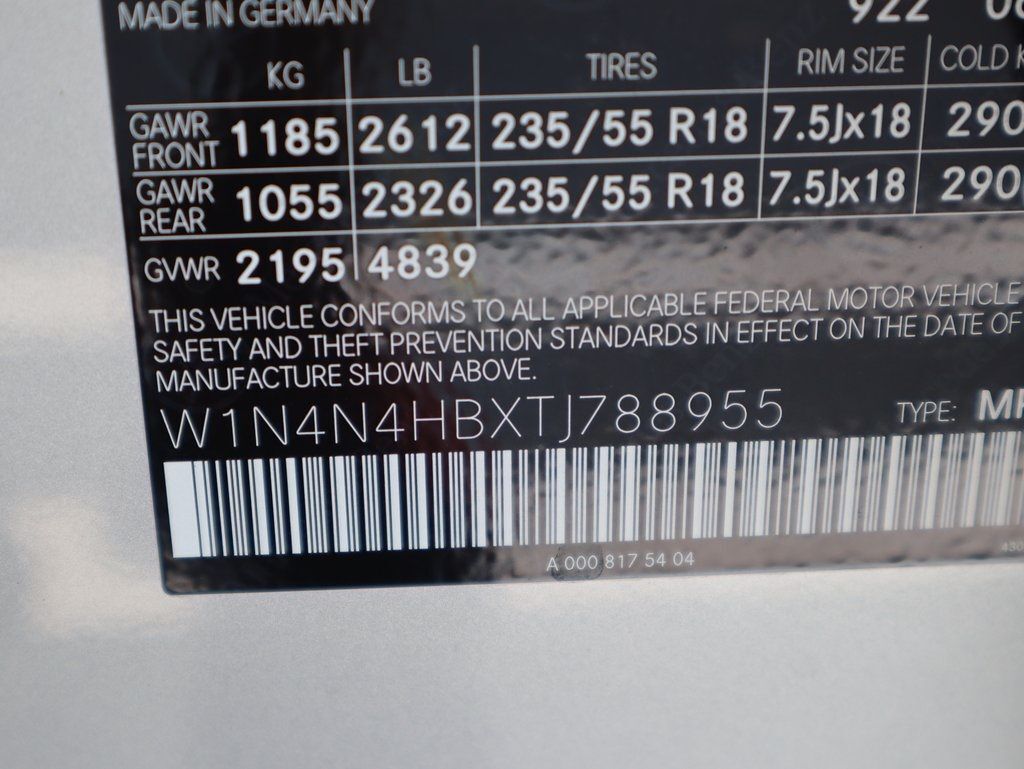 MADE IN GERMANY 922
KG LB TIRES RIM SIZE COLD K
GAWR FRONT 1185 2612 235/55 R18 7.5Jx18 290
GAWR REAR 1055 2326 235/55 R18 7.5Jx18 290
GVWR 2195 4839
THIS VEHICLE CONFORMS TO ALL APPLICABLE FEDERAL MOTOR VEHICLE
SAFETY AND THEFT PREVENTION STANDARDS IN EFFECT ON THE DATE OF
MANUFACTURE SHOWN ABOVE.
W1N4N4HBXTJ788955 TYPE:
A 000 817 54 04